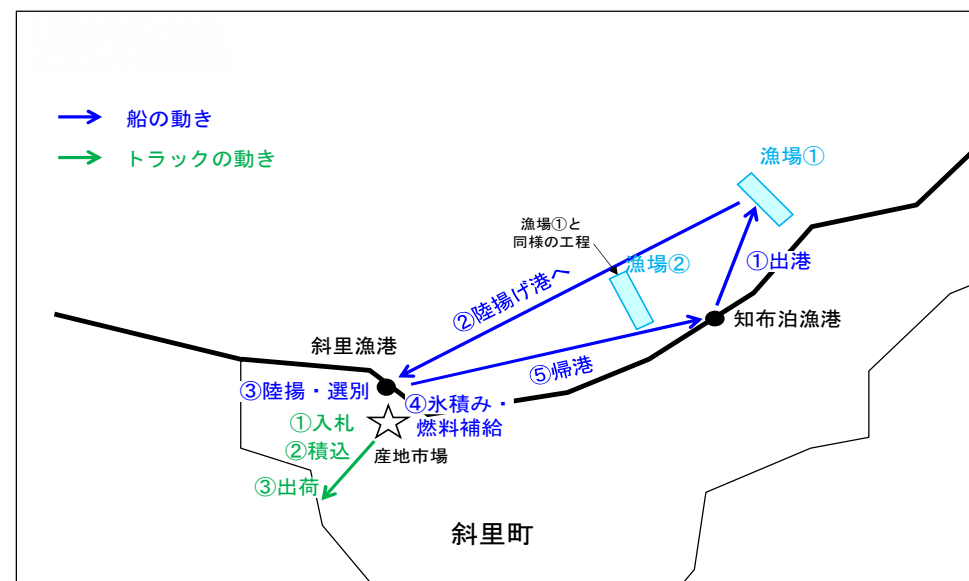 船の動き
トラックの動き
漁場①
漁場①と
同様の工程
漁場②
①出港
②陸揚げ港へ
知布泊漁港
斜里漁港
⑤帰港
③陸揚・選別
④氷積み・
燃料補給
①入札
②積込
産地市場
③出荷
斜里町